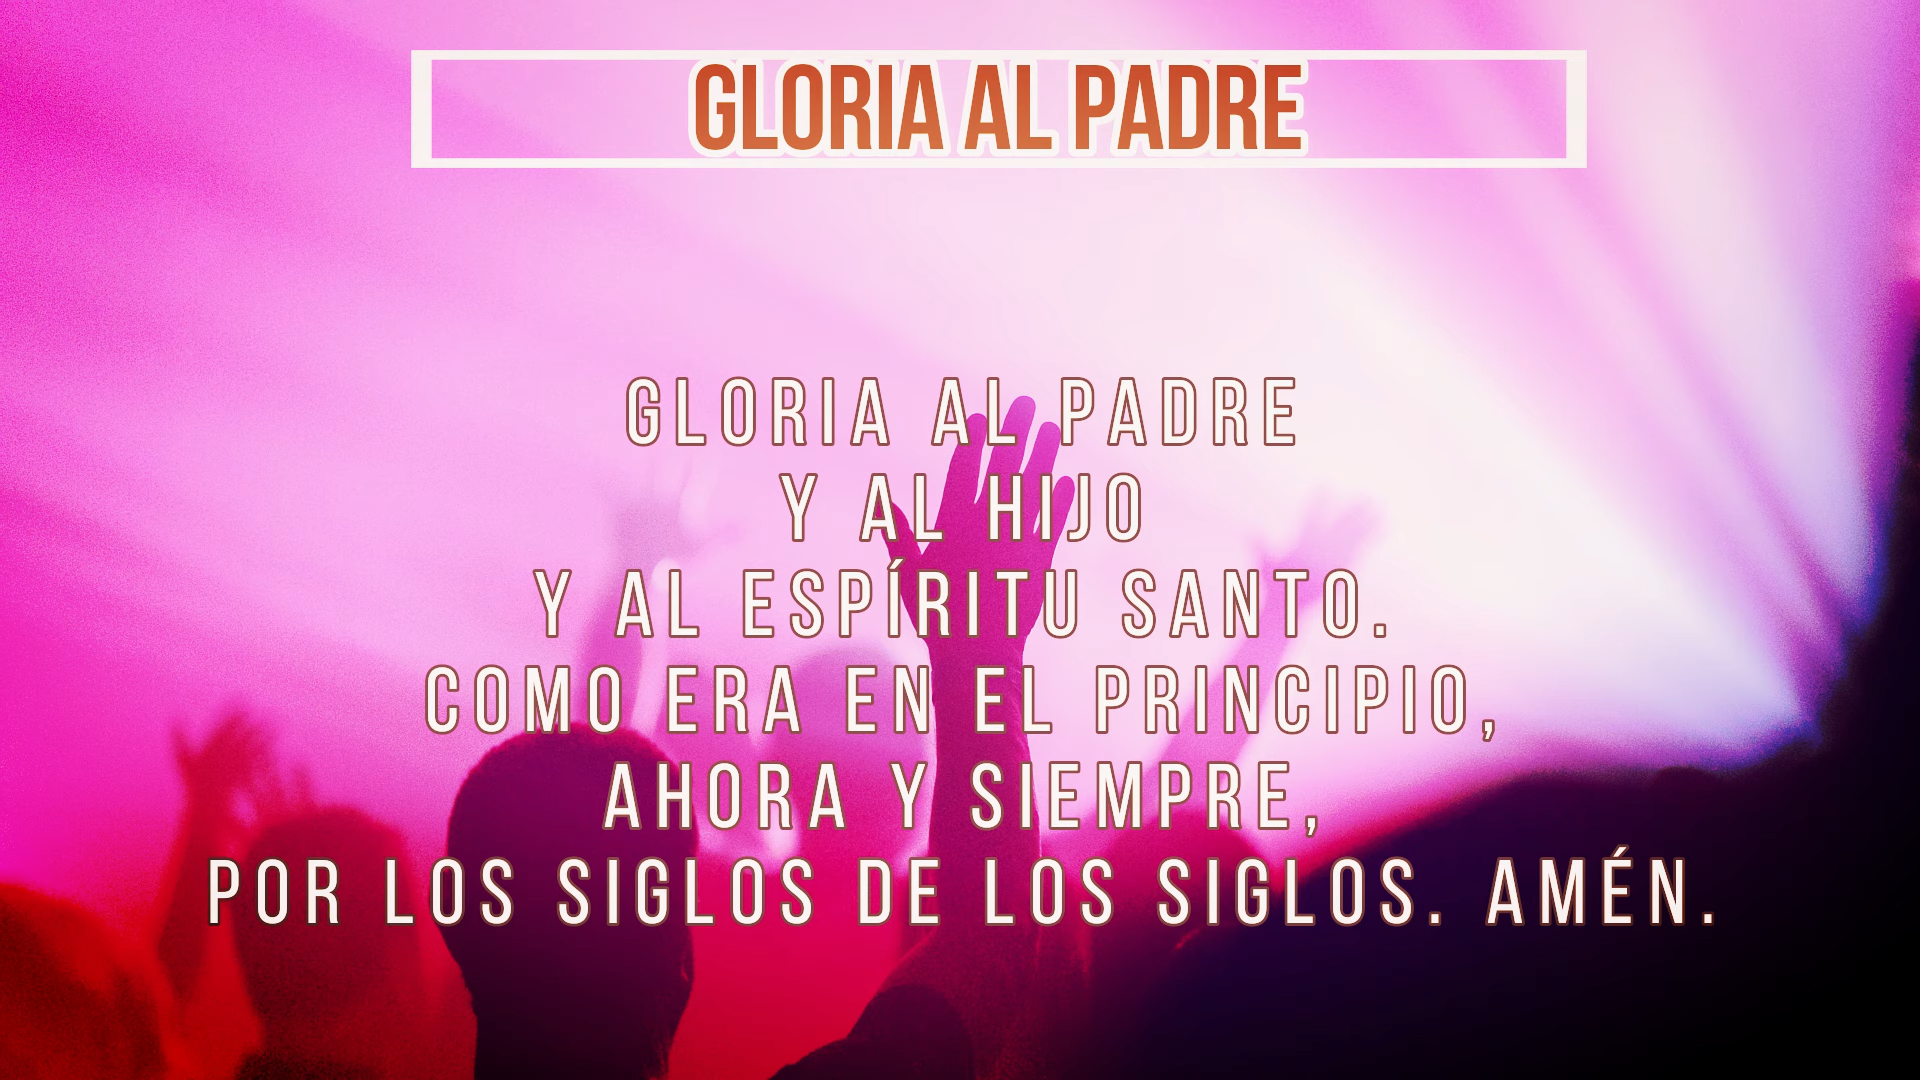 GLORIA AL PADRE
GLORIA AL PADRE
Y AL HIJO
Y AL ESPÍRITU SANTO.
COMO ERA EN EL PRINCIPIO,
AHORA Y SIEMPRE,
POR LOS SIGLOS DE LOS SIGLOS. AMÉN.